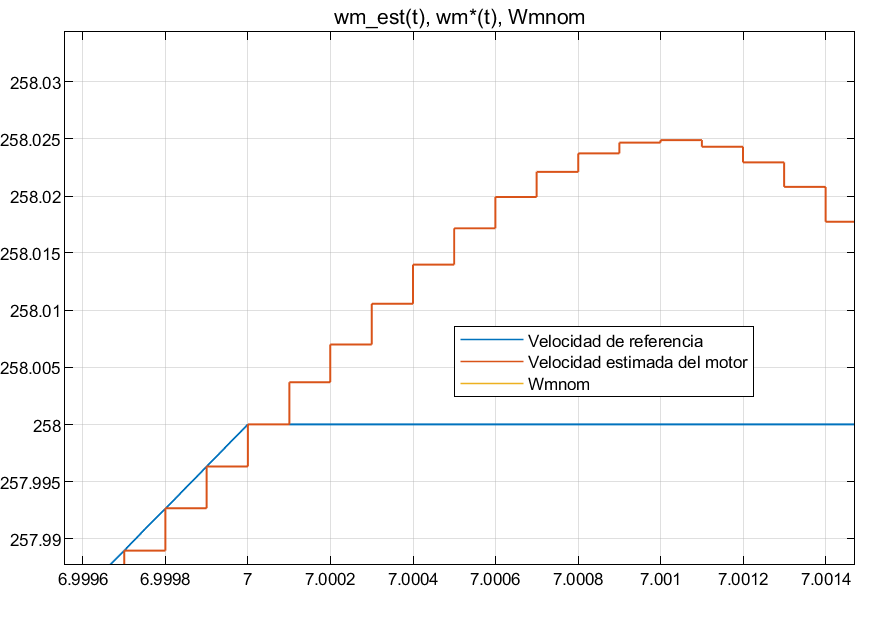 wm_est(t), wm*(t), Wmnom
258.03
258.025
258.02
258.015
258.01
258.005
258
257.995
257.99
Velocidad de referencia
Velocidad estimada del motor
Wmnom
6.9996 6.9998 7 7.0002 7.0004 7.0006 7.0008 7.001 7.0012 7.0014